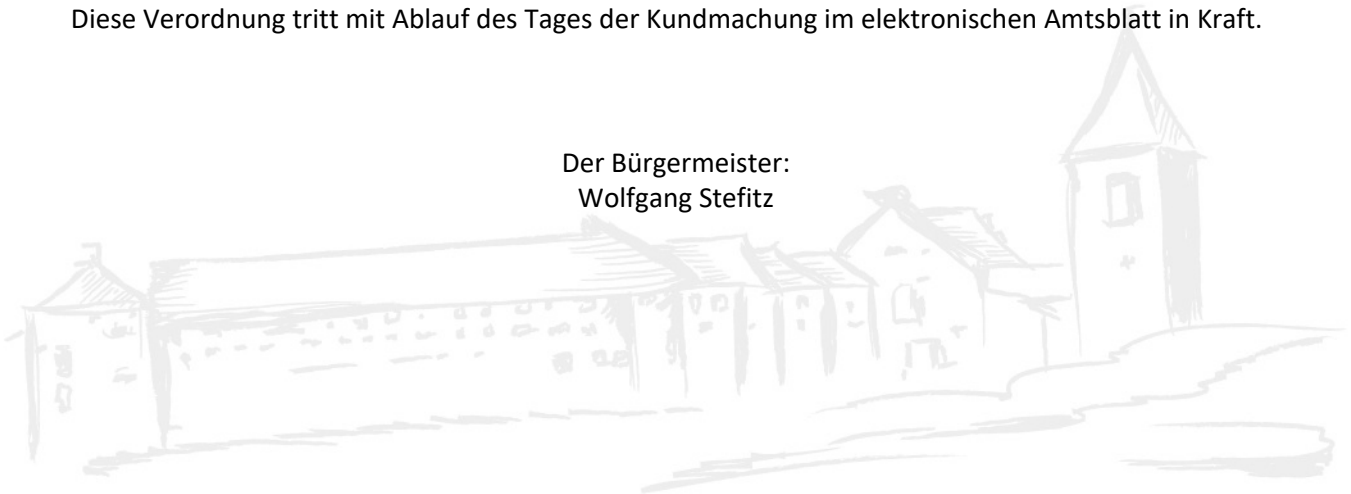 Diese Verordnung tritt mit Ablauf des Tages der Kundmachung im elektronischen Amtsblatt in Kraft.
Der Bürgermeister:
Wolfgang Stefitz